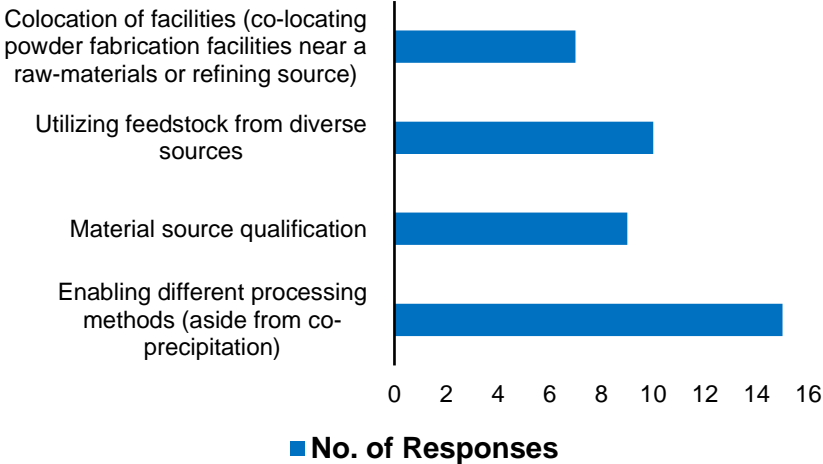 Colocation of facilities (co-locating
powder fabrication facilities near a
raw-materials or refining source)
Utilizing feedstock from diverse
sources
Material source qualification
Enabling different processing
methods (aside from co-
precipitation)
0 2 4 6 8 10 12 14 16
No. of Responses